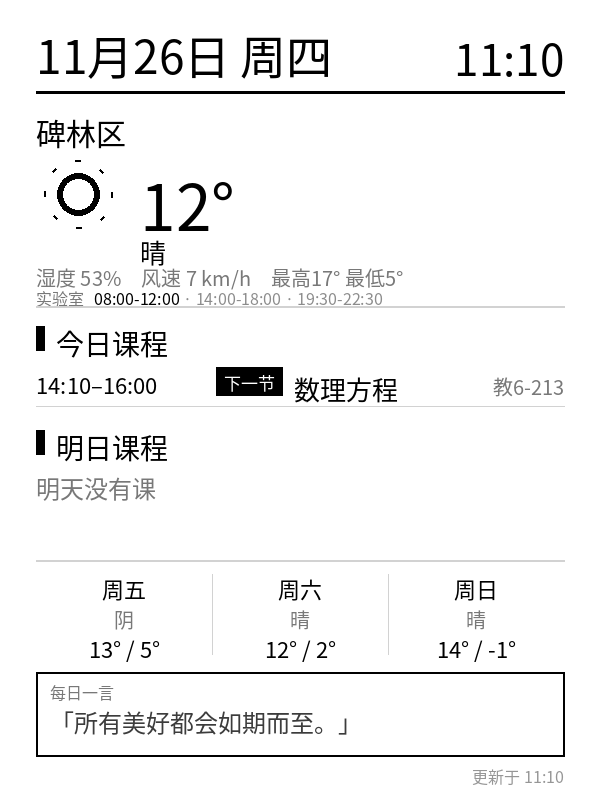 11月26日 周四 11:10
碑林区
12°
晴
湿度 53% 风速 7 km/h 最高17° 最低5°
实验室 08:00-12:00 · 14:00-18:00 · 19:30-22:30
今日课程
14:10–16:00 下一节 数理方程 教6-213
明日课程
明天没有课
周五 周六 周日
阴 晴 晴
13° / 5° 12° / 2° 14° / -1°
每日一言
「所有美好都会如期而至。」
更新于 11:10